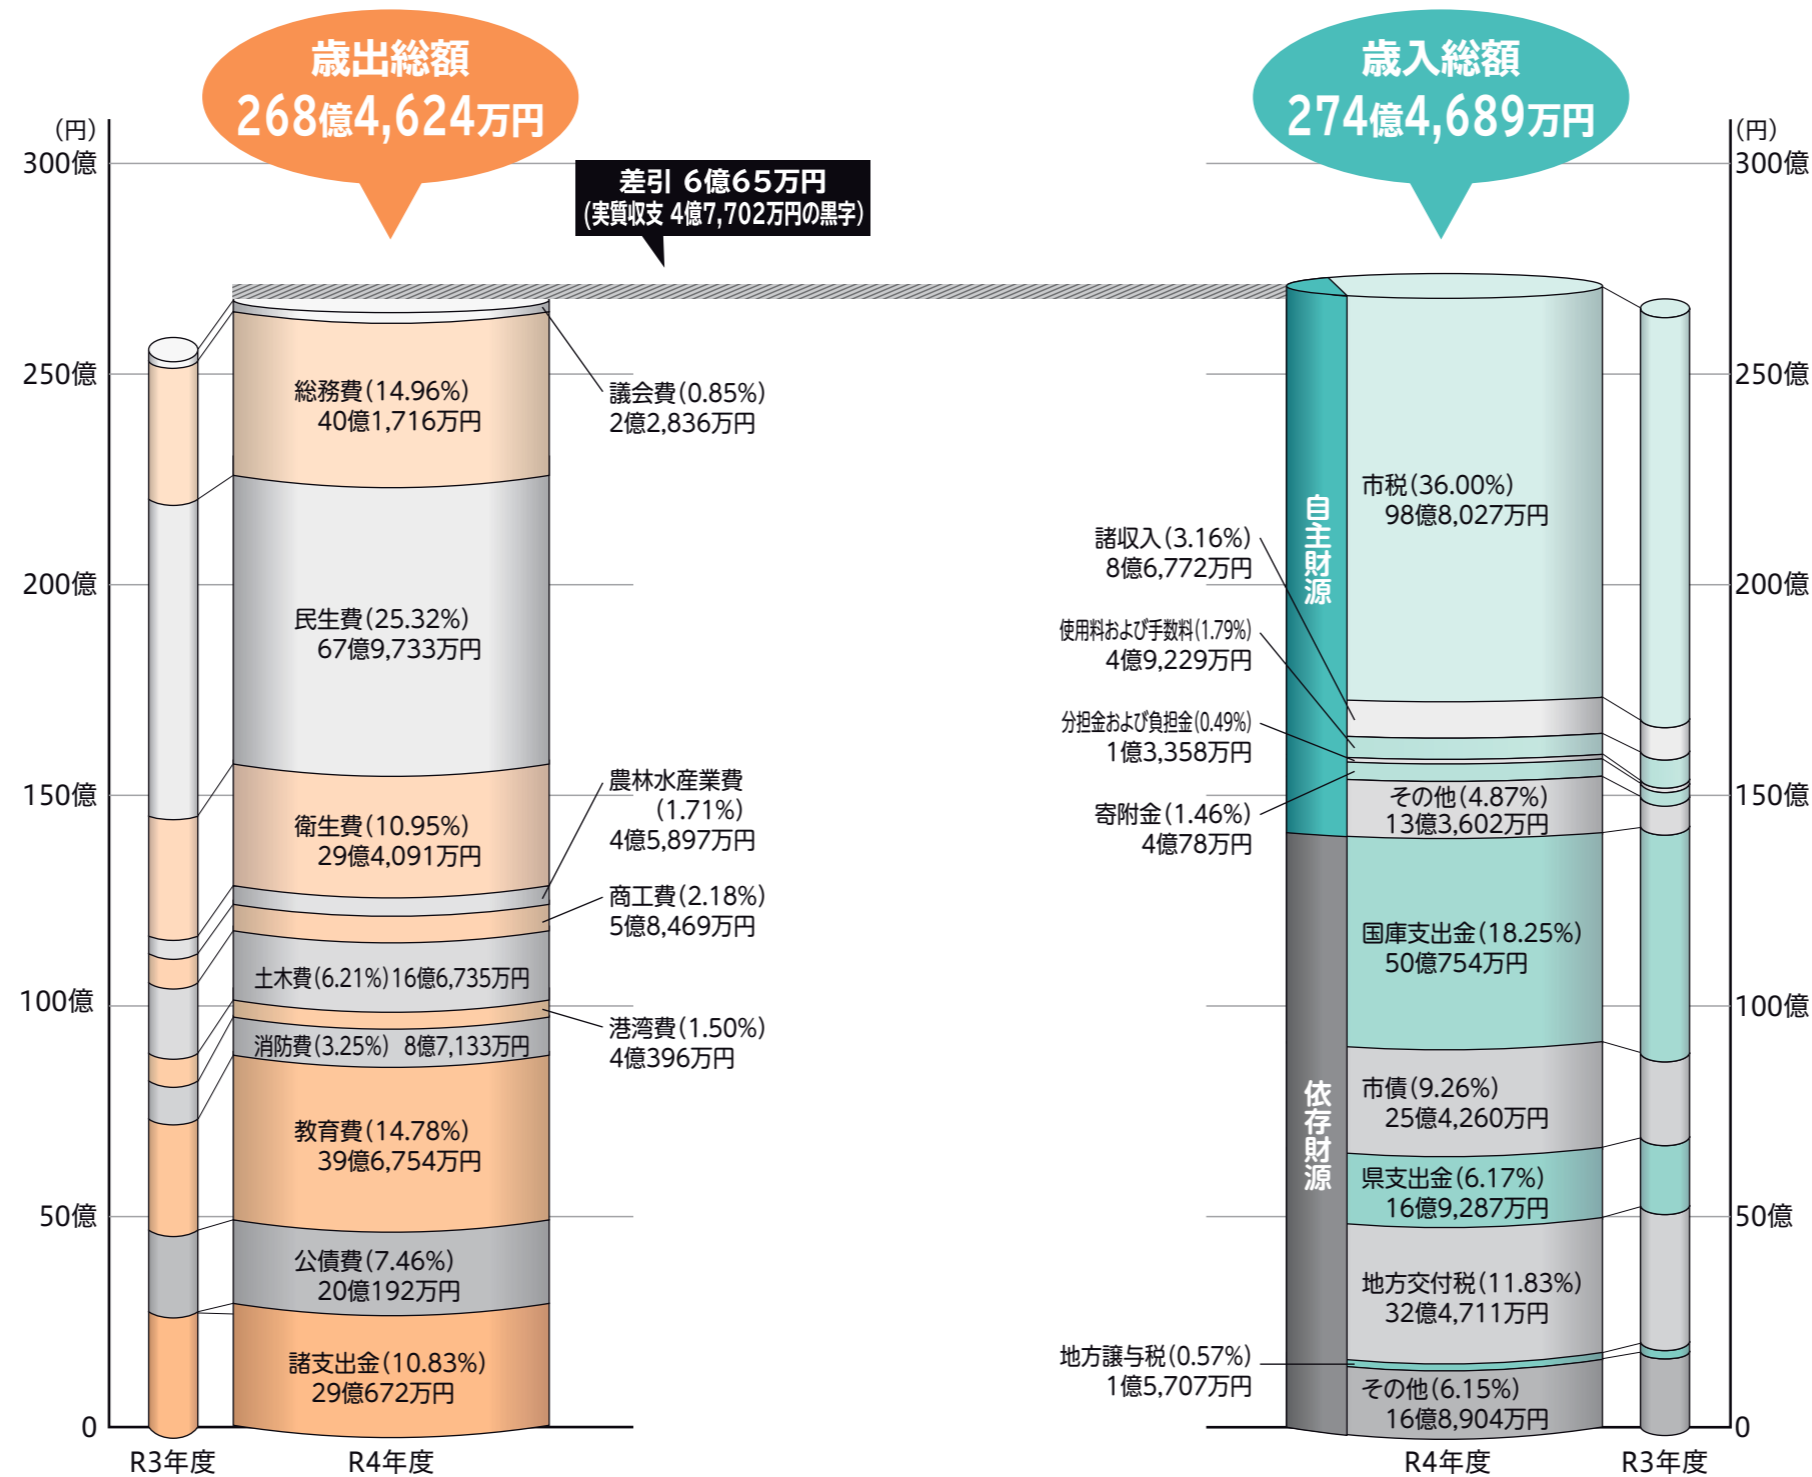 歳出総額
268億4,624万円
歳入総額
274億4,689万円
差引 6億65万円
(実質収支 4億7,702万円の黒字)
(円)
300億
250億
200億
150億
100億
50億
0
R3年度
R4年度
総務費(14.96%)
40億1,716万円
民生費(25.32%)
67億9,733万円
衛生費(10.95%)
29億4,091万円
土木費(6.21%)16億6,735万円
消防費(3.25%) 8億7,133万円
教育費(14.78%)
39億6,754万円
公債費(7.46%)
20億192万円
諸支出金(10.83%)
29億672万円
議会費(0.85%)
2億2,836万円
農林水産業費
(1.71%)
4億5,897万円
商工費(2.18%)
5億8,469万円
港湾費(1.50%)
4億396万円
諸収入(3.16%)
8億6,772万円
使用料および手数料(1.79%)
4億9,229万円
分担金および負担金(0.49%)
1億3,358万円
寄附金(1.46%)
4億78万円
地方譲与税(0.57%)
1億5,707万円
自主財源
依存財源
市税(36.00%)
98億8,027万円
その他(4.87%)
13億3,602万円
国庫支出金(18.25%)
50億754万円
市債(9.26%)
25億4,260万円
県支出金(6.17%)
16億9,287万円
地方交付税(11.83%)
32億4,711万円
その他(6.15%)
16億8,904万円
R4年度
R3年度
(円)
300億
250億
200億
150億
100億
50億
0